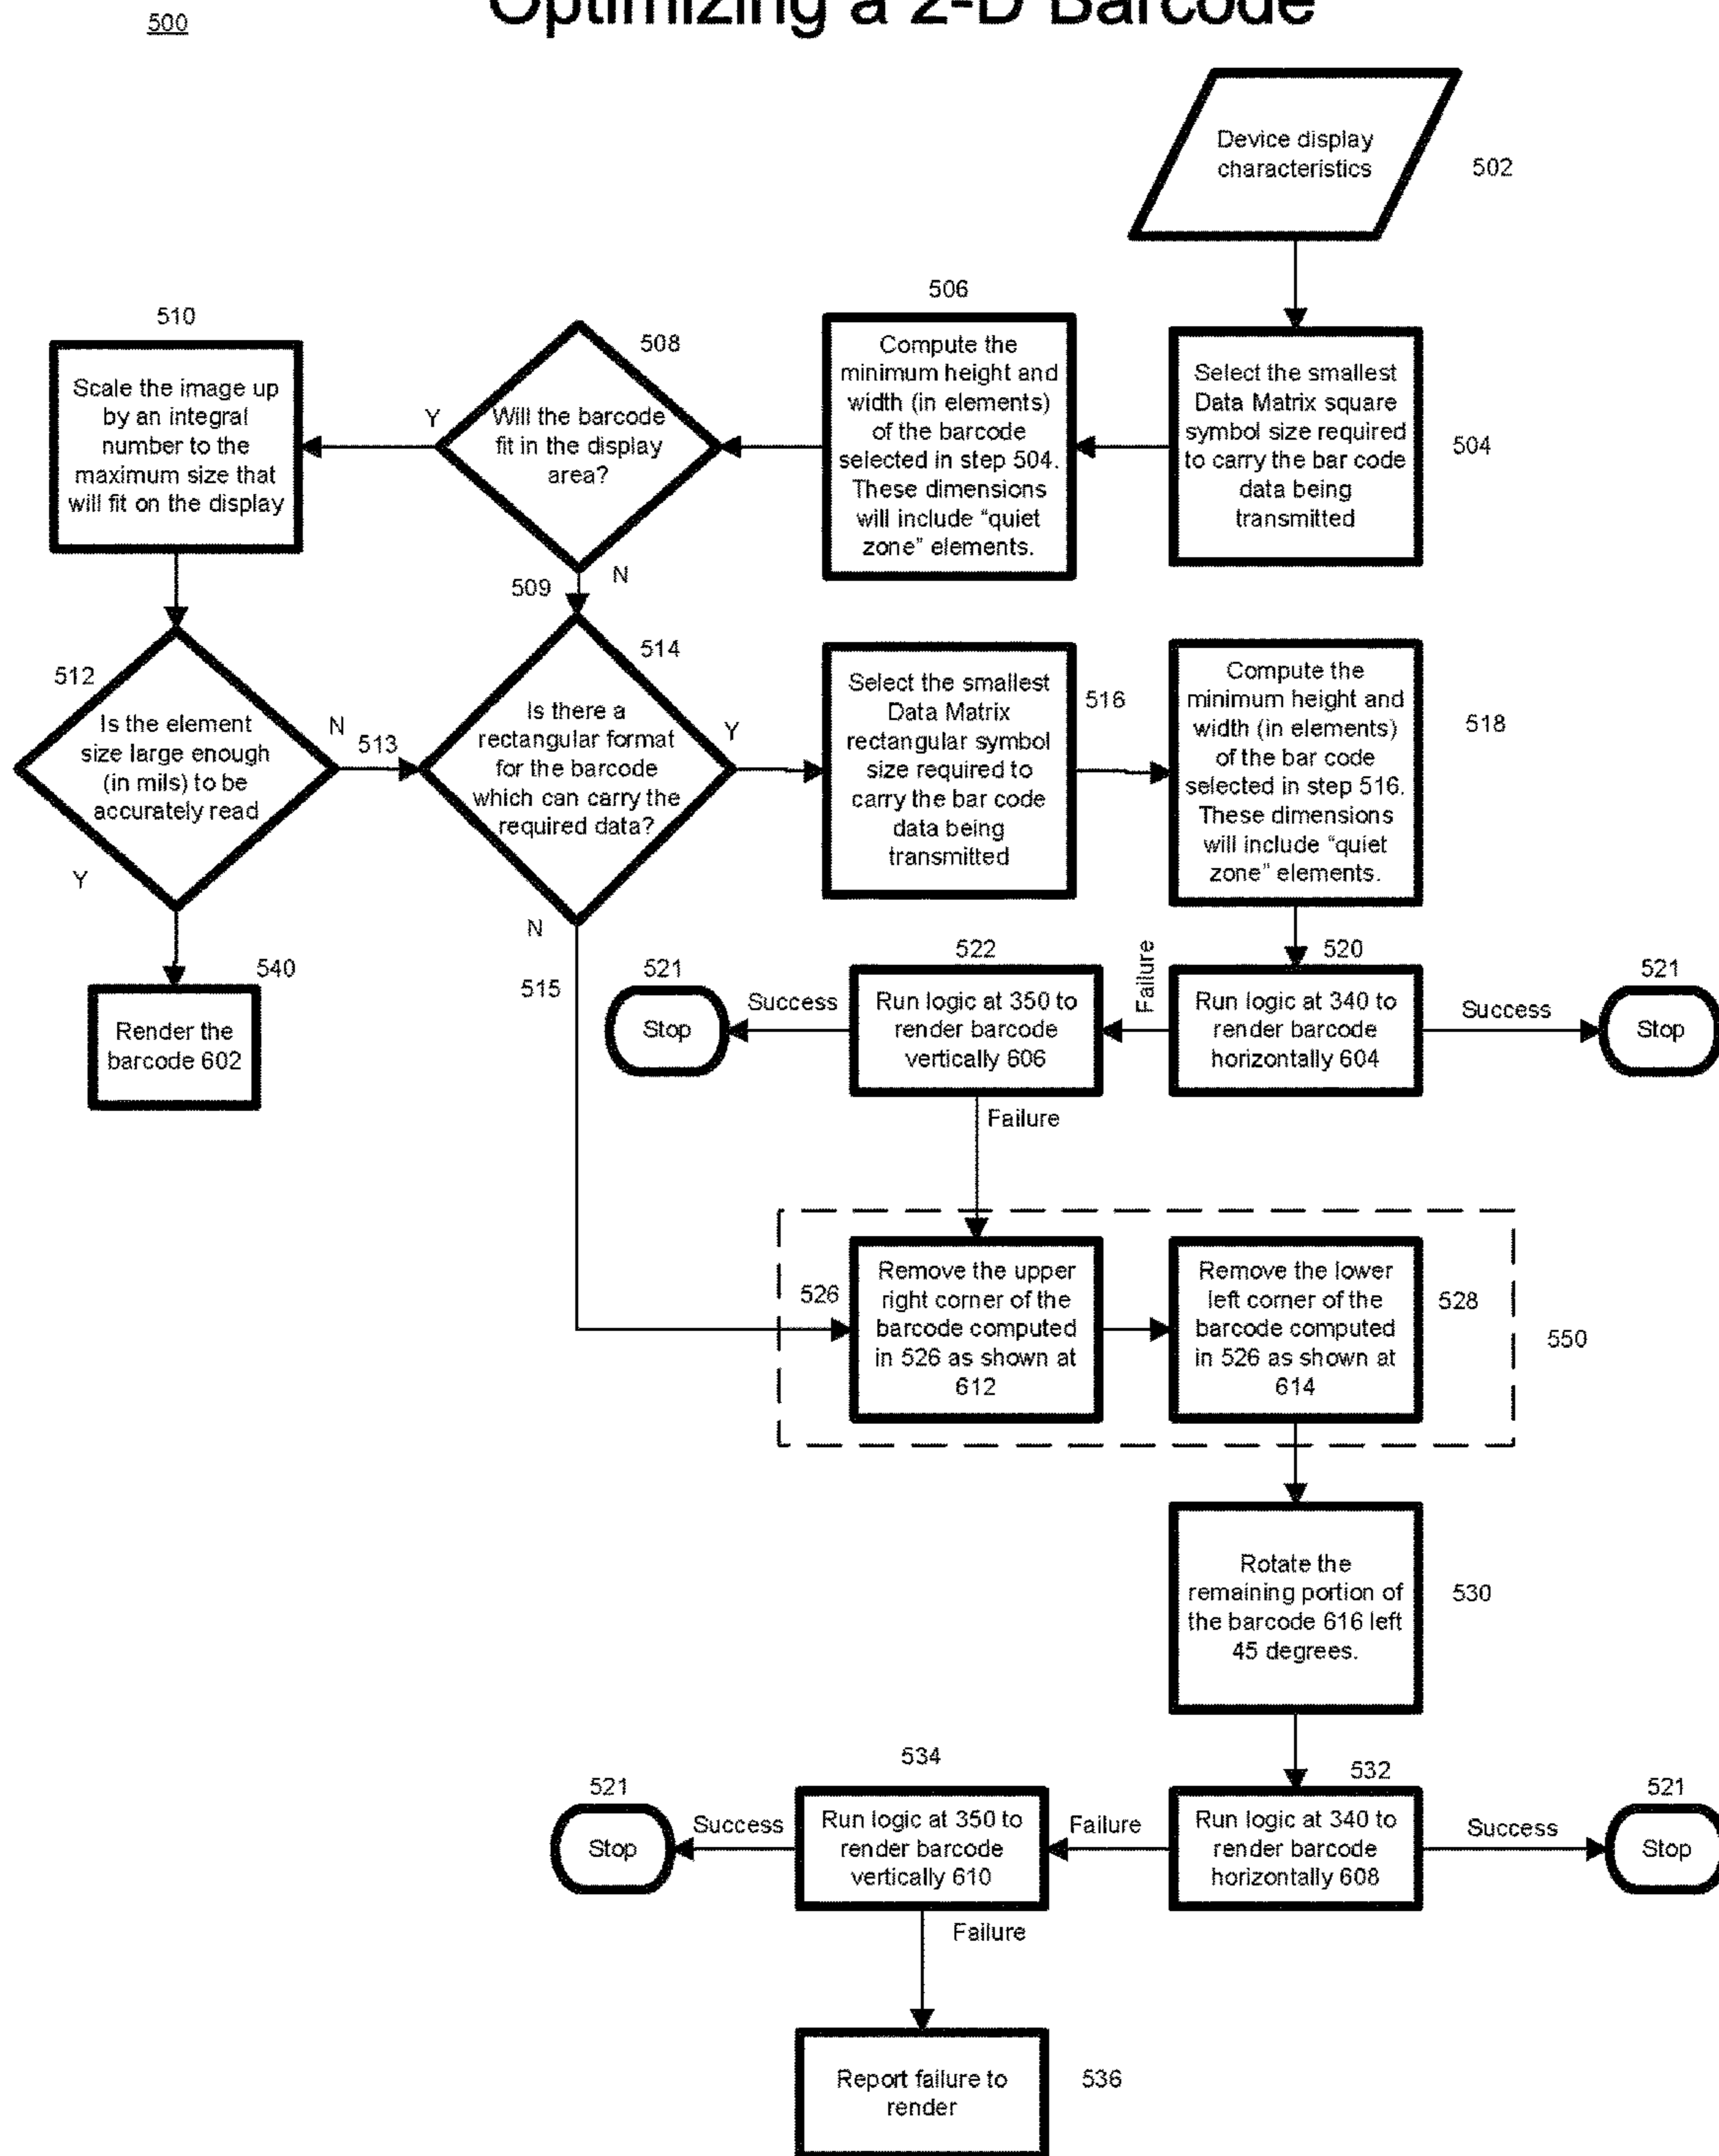 500
Optimizing a 2-D Barcode
Device display
characteristics
502
506
510
508
Compute the
minimum height and
width (in elements)
of the barcode
selected in step 504.
These dimensions
will include “quiet
zone” elements.
Select the smallest
Data Matrix square
symbol size required
to carry the bar code
data being
transmitted
504
Scale the image up
by an integral
number to the
maximum size that
will fit on the display
Y
Will the barcode
fit in the display
area?
N
509
512
Is the element
size large enough
(in mils) to be
accurately read
N
513
Y
514
Is there a
rectangular format
for the barcode
which can carry the
required data?
Y
N
515
Select the smallest
Data Matrix
rectangular symbol
size required to
carry the bar code
data being
transmitted
516
Compute the
minimum height and
width (in elements)
of the bar code
selected in step 516.
These dimensions
will include “quiet
zone” elements.
518
540
Render the
barcode 602
521
Stop
Success
522
Run logic at 350 to
render barcode
vertically 606
Failure
520
Run logic at 340 to
render barcode
horizontally 604
Success
521
Stop
Failure
526
Remove the upper
right corner of the
barcode computed
in 526 as shown at
612
Remove the lower
left corner of the
barcode computed
in 526 as shown at
614
528
550
Rotate the
remaining portion of
the barcode 616 left
45 degrees.
530
521
Stop
Success
534
Run logic at 350 to
render barcode
vertically 610
Failure
532
Run logic at 340 to
render barcode
horizontally 608
Success
521
Stop
Failure
Report failure to
render
536